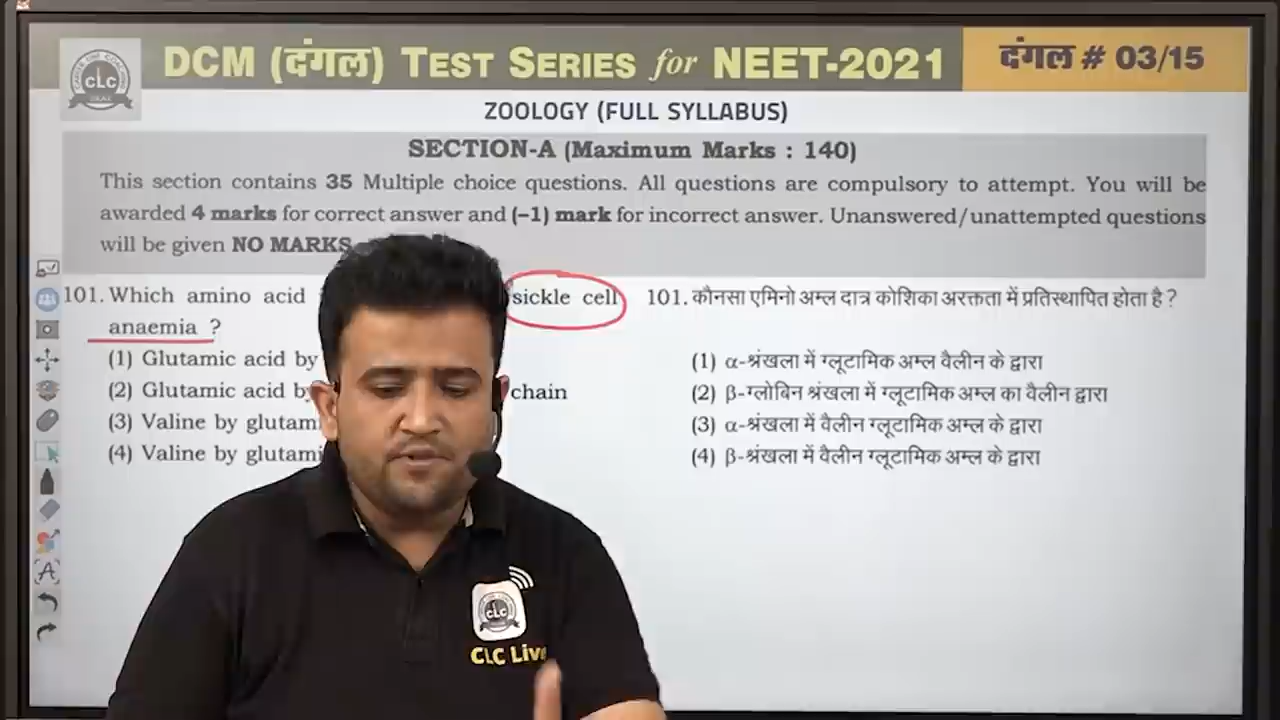 DCM (दंगल) TEST SERIES for NEET-2021
दंगल # 03/15
CLC
ZOOLOGY (FULL SYLLABUS)
SECTION-A (Maximum Marks : 140)
This section contains 35 Multiple choice questions. All questions are compulsory to attempt. You will be
awarded 4 marks for correct answer and (–1) mark for incorrect answer. Unanswered/unattempted questions
will be given NO MARKS
101. Which amino acid sickle cell
anaemia ?
(1) Glutamic acid by
(2) Glutamic acid by chain
(3) Valine by glutam
(4) Valine by glutami
101. कौनसा एमिनो अम्ल दात्र कोशिका अरक्तता में प्रतिस्थापित होता है ?
(1) α-श्रंखला में ग्लूटामिक अम्ल वैलीन के द्वारा
(2) β-ग्लोबिन श्रंखला में ग्लूटामिक अम्ल का वैलीन द्वारा
(3) α-श्रंखला में वैलीन ग्लूटामिक अम्ल के द्वारा
(4) β-श्रंखला में वैलीन ग्लूटामिक अम्ल के द्वारा
CLC
CLC Live